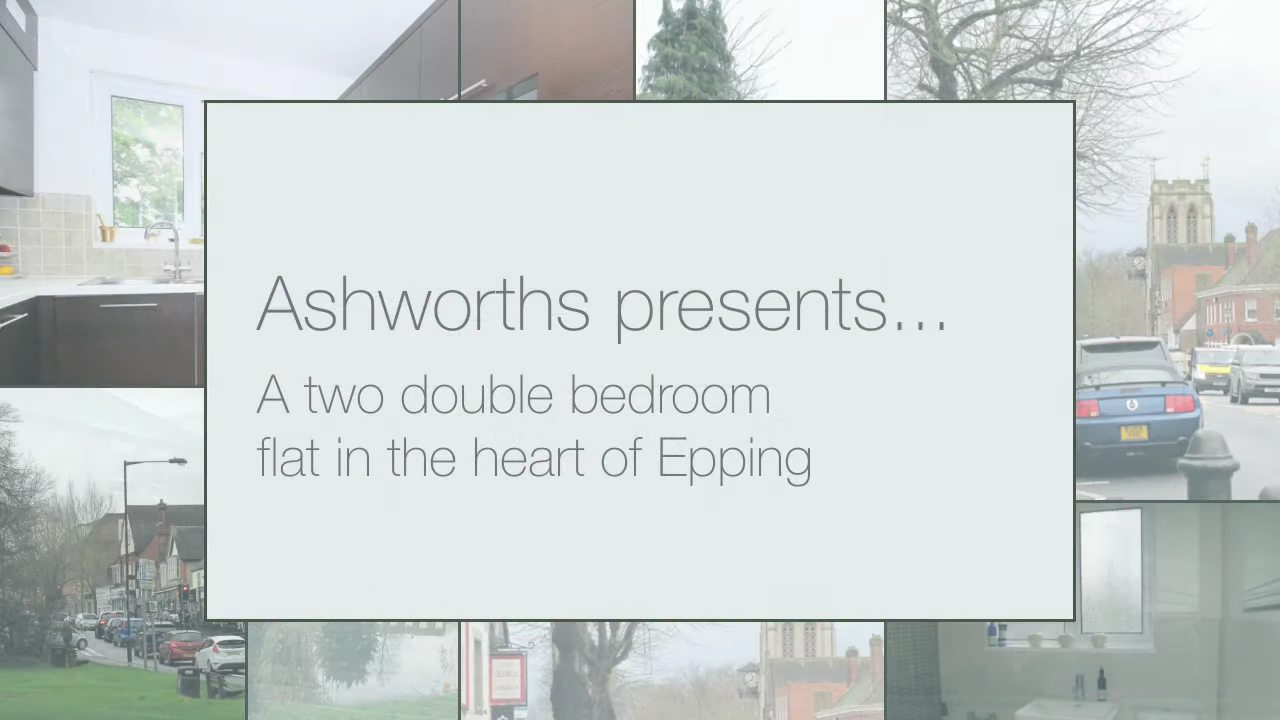 Ashworths presents...
A two double bedroom
flat in the heart of Epping